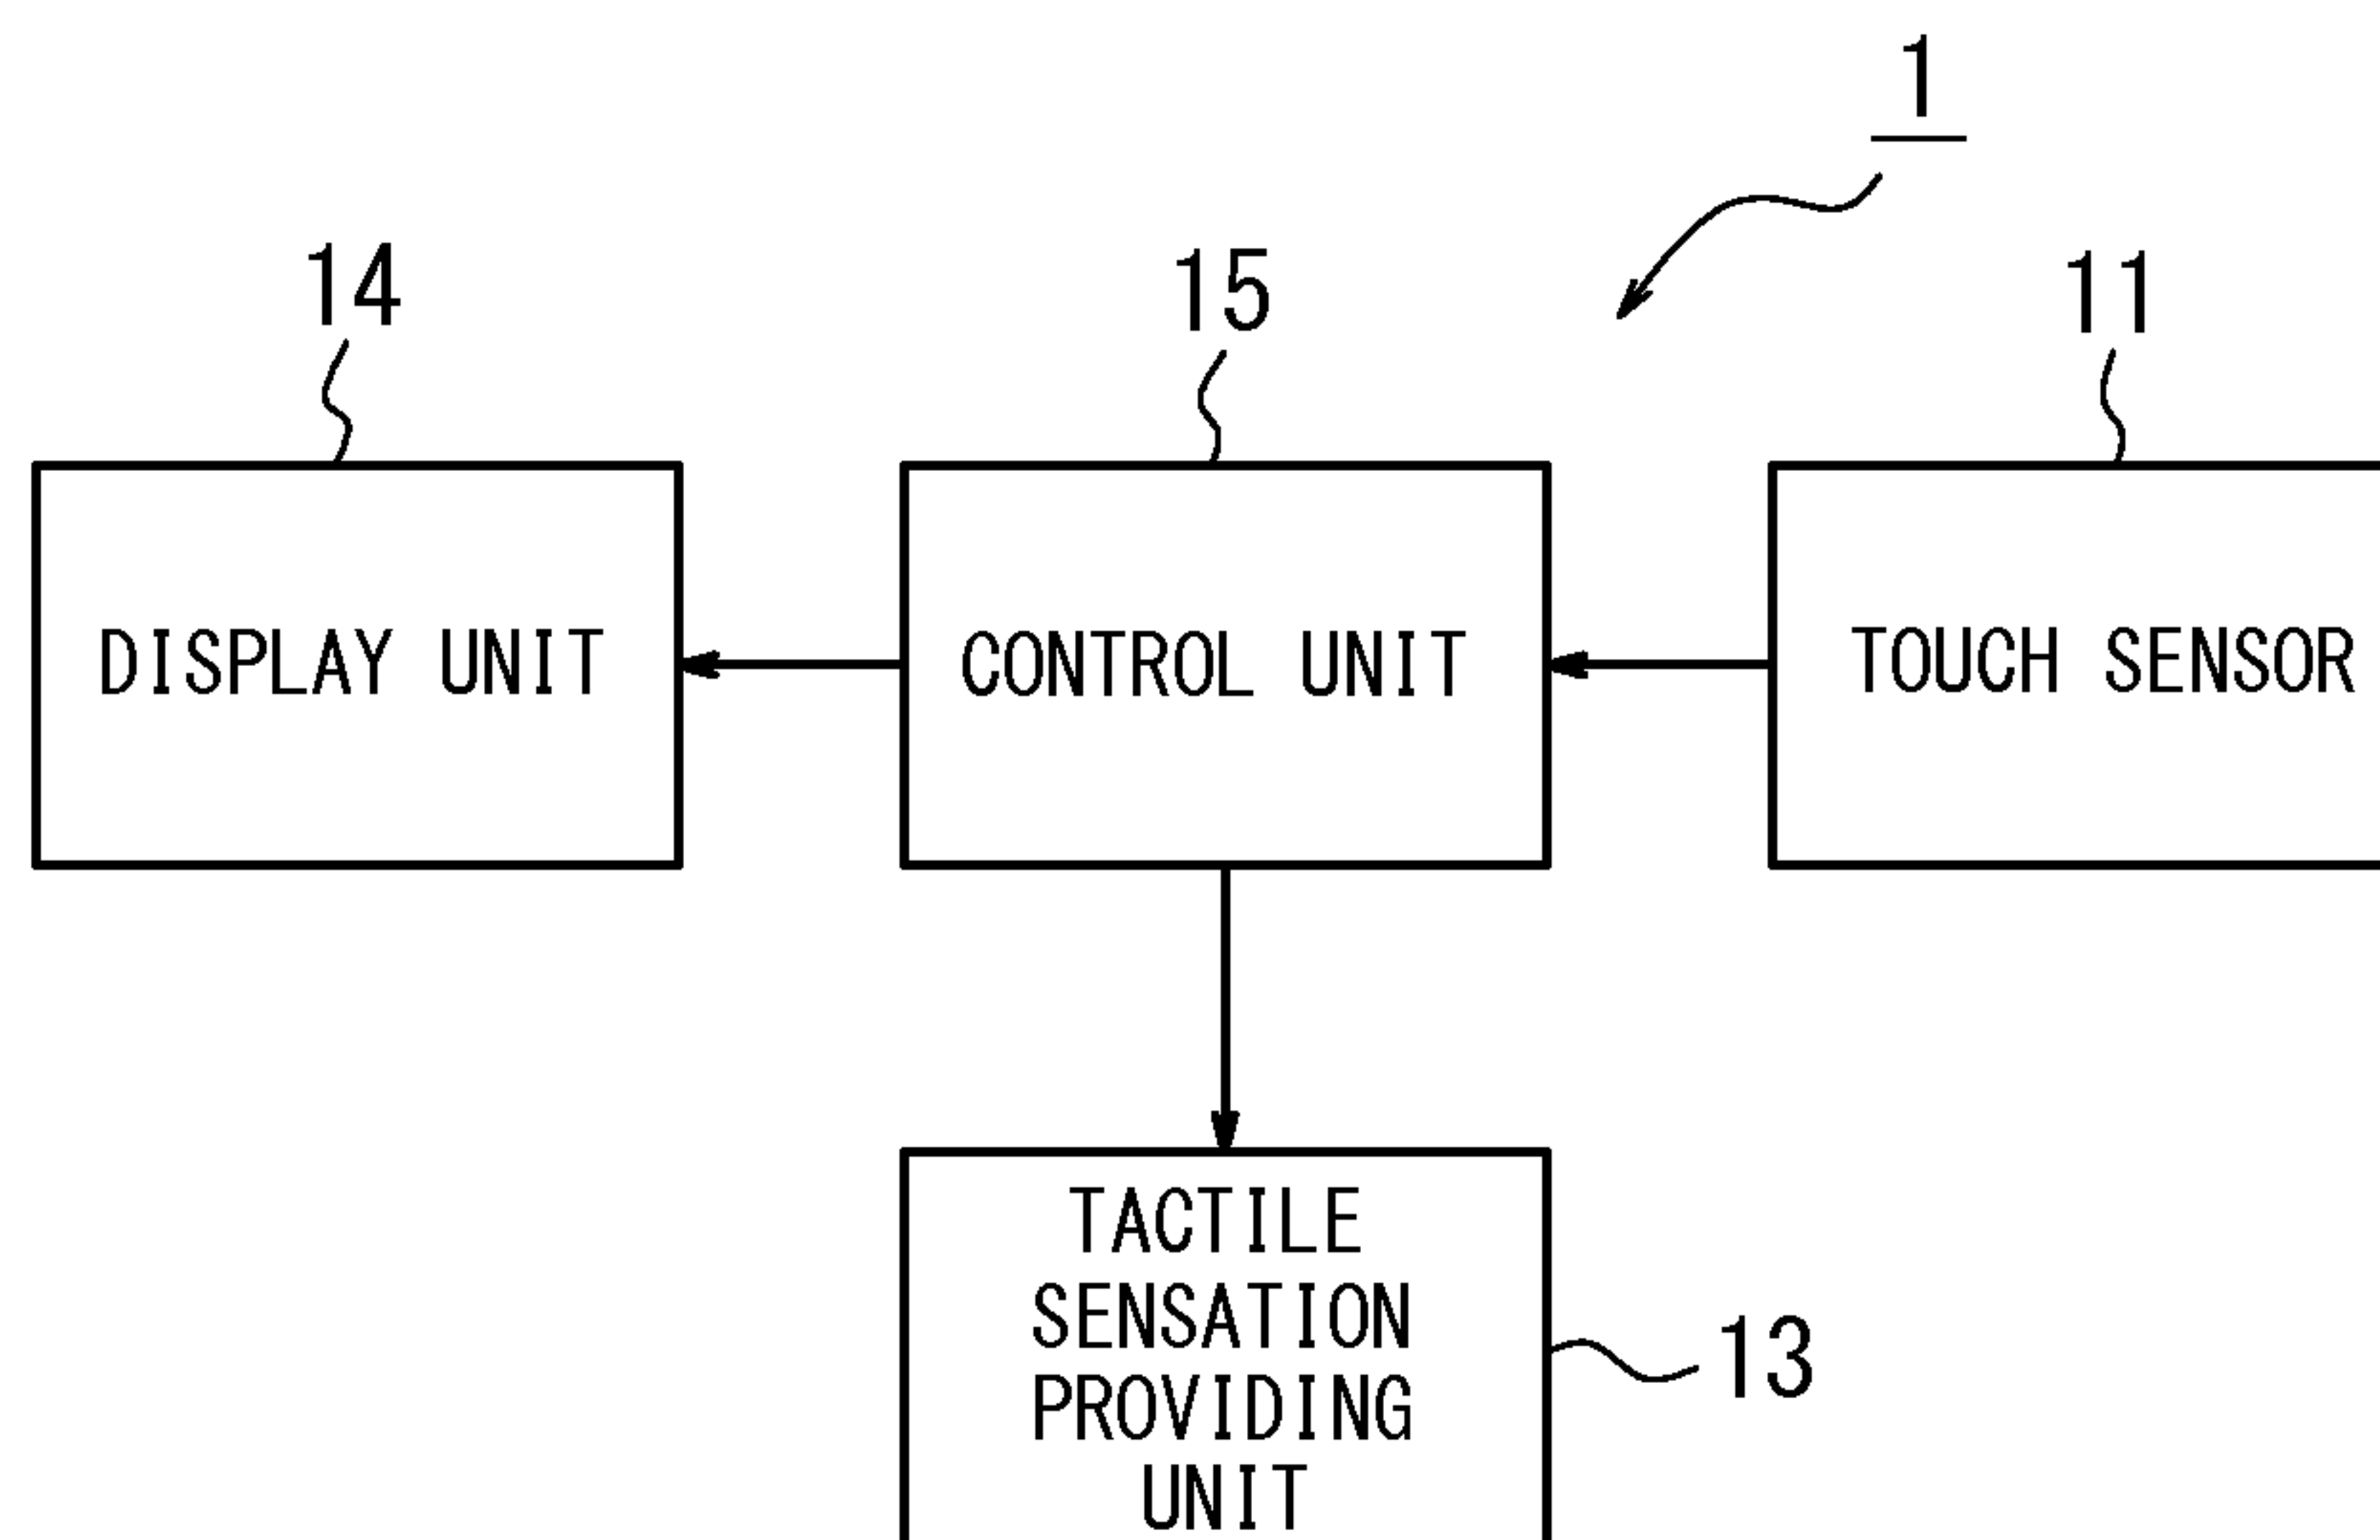 1
14
15
11
DISPLAY UNIT
CONTROL UNIT
TOUCH SENSOR
TACTILE
SENSATION
PROVIDING
UNIT
13